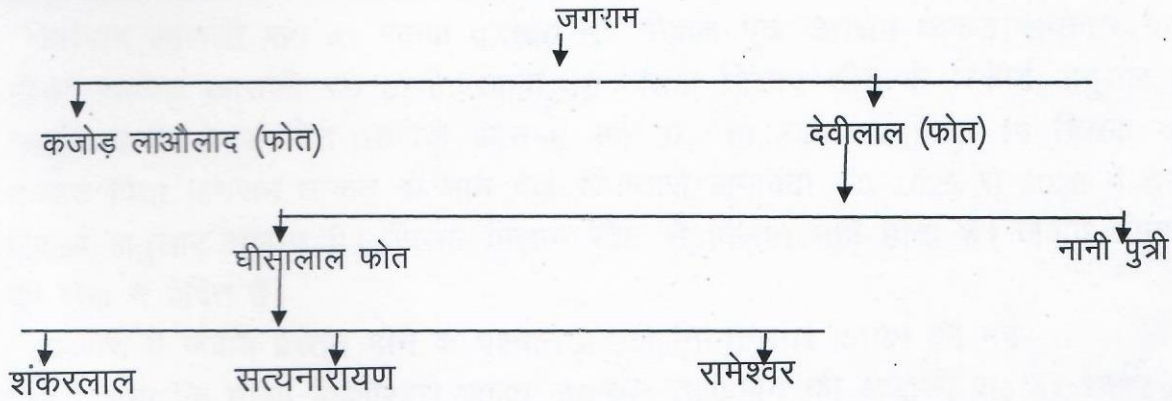 जगराम
कजोड़ लाऔलाद (फोत) देवीलाल (फोत)
घीसालाल फोत नानी पुत्री
शंकरलाल सत्यनारायण रामेश्वर